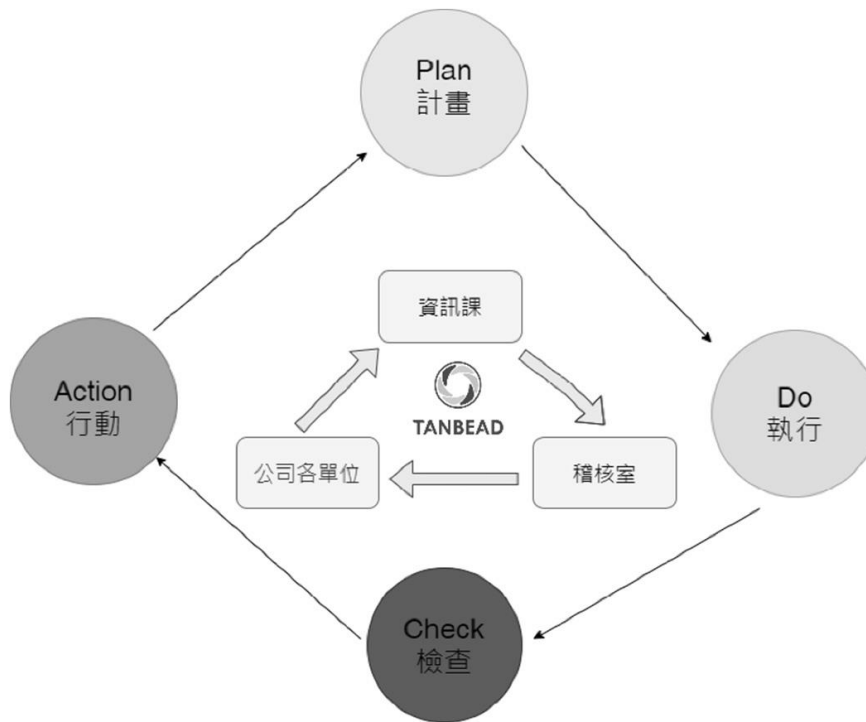 Plan
計畫
資訊課
Action
行動
TANBEAD
Do
執行
公司各單位
稽核室
Check
檢查